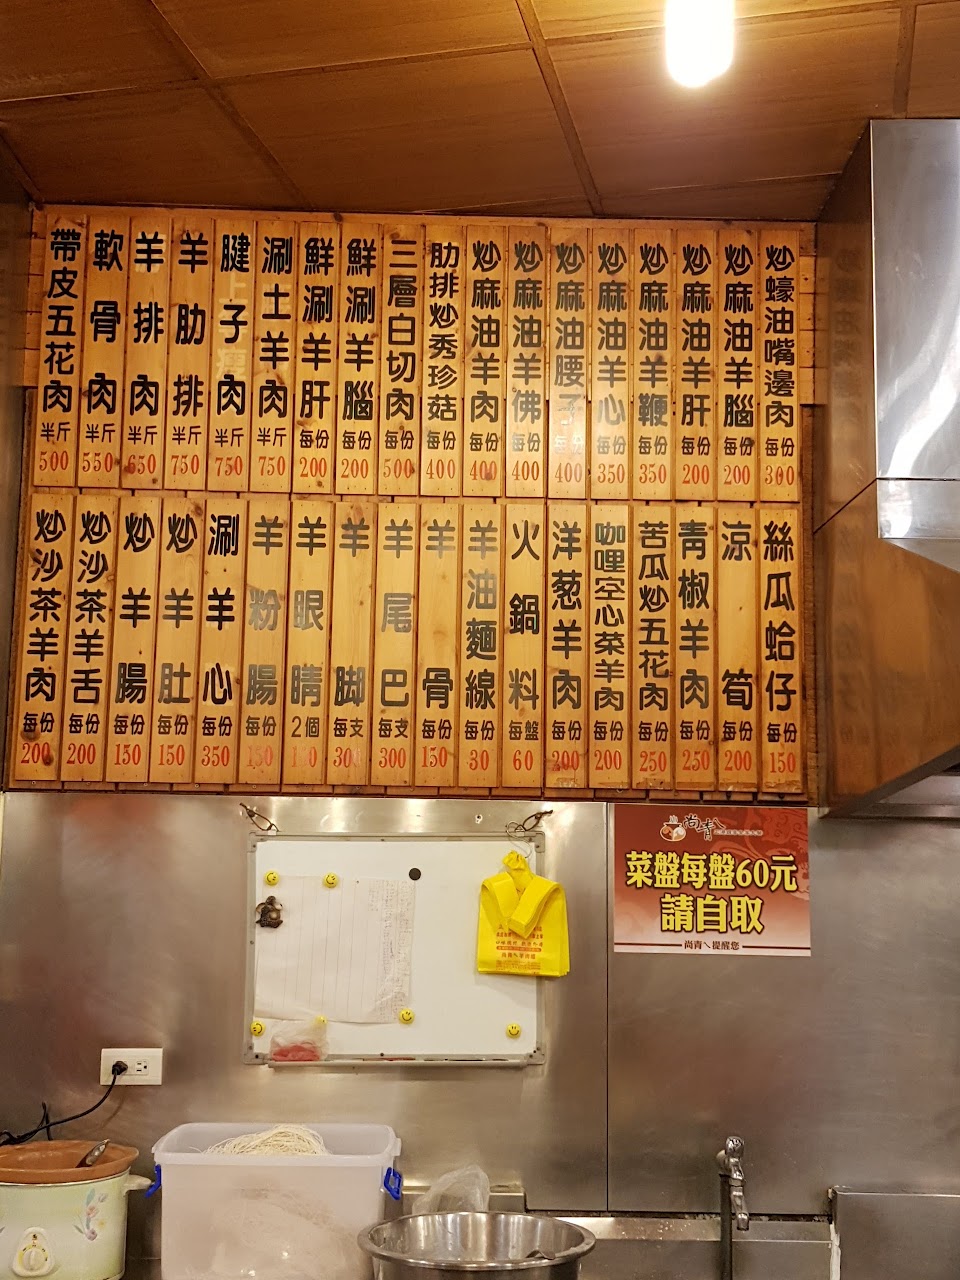 炒蠔油嘴邊肉 每份 300
炒麻油羊腦 每份 200
炒麻油羊肝 每份 200
炒麻油羊鞭 每份 350
炒麻油羊心 每份 350
炒麻油腰子 每份 400
炒麻油羊佛 每份 400
炒麻油羊肉 每份 400
肋排炒秀珍菇 每份 400
三層白切肉 每份 500
鮮涮羊腦 每份 200
鮮涮羊肝 每份 200
涮土羊肉 半斤 750
腱子肉 半斤 750
羊肋排 半斤 750
羊排肉 半斤 650
軟骨肉 半斤 550
帶皮五花肉 半斤 500
絲瓜蛤仔 每份 150
涼筍 每份 200
青椒羊肉 每份 250
苦瓜炒五花肉 每份 250
咖哩空心菜羊肉 每份 200
洋葱羊肉 每份 200
火鍋料 每盤 60
羊油麵線 每份 30
羊骨 每份 150
羊尾巴 每支 300
羊脚 每支 300
羊眼睛 2個
羊粉腸 每份 150
涮羊心 每份 350
炒羊肚 每份 150
炒羊腸 每份 150
炒沙茶羊舌 每份 200
炒沙茶羊肉 每份 200
尚青ㄟ
菜盤每盤60元
請自取
尚青ㄟ提醒您